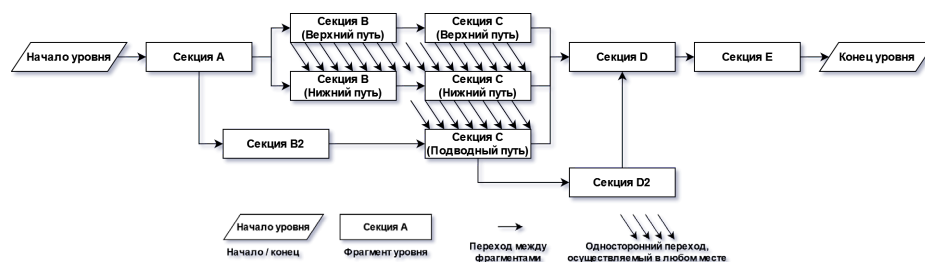 Секция B
(Верхний путь)
Секция C
(Верхний путь)
Начало уровня
Секция A
Секция D
Секция E
Конец уровня
Секция B
(Нижний путь)
Секция C
(Нижний путь)
Секция B2
Секция C
(Подводный путь)
Секция D2
Начало уровня
Секция A
Начало / конец
Фрагмент уровня
Переход между
фрагментами
Односторонний переход,
осуществляемый в любом месте